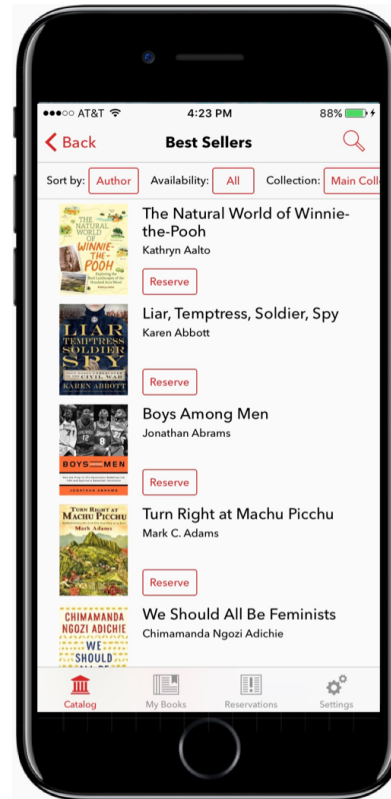 AT&T 4:23 PM 88%
Back Best Sellers
Sort by: Author Availability: All Collection: Main Coll
THE
NATURAL
WORLD
OF
WINNIE-
THE-
POOH
The Natural World of Winnie-
the-Pooh
Kathryn Aalto
Reserve
LIAR
TEMPTRESS
SOLDIER
SPY
KAREN ABBOTT
Liar, Temptress, Soldier, Spy
Karen Abbott
Reserve
BOYS AMONG MEN
JONATHAN ABRAMS
Boys Among Men
Jonathan Abrams
Reserve
TURN RIGHT AT
MACHU PICCHU
Mark Adams
Turn Right at Machu Picchu
Mark C. Adams
Reserve
CHIMAMANDA
NGOZI ADICHIE
WE
SHOULD
We Should All Be Feminists
Chimamanda Ngozi Adichie
Catalog My Books Reservations Settings